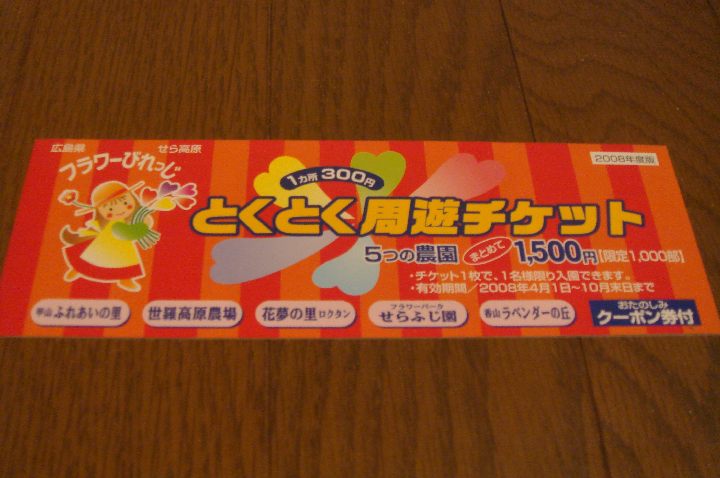 広島県 せら高原
フラワーびれっじ
2008年度版
1ヵ所 300円
とくとく周遊チケット
5つの農園 まとめて 1,500円[限定1,000部]
・チケット1枚で、1名様限り入園できます。
・有効期間／2008年4月1日～10月末日まで
甲山 ふれあいの里
世羅高原農場
花夢の里 ロクタン
フラワーパーク
せらふじ園
香山 ラベンダーの丘
おたのしみ
クーポン券付